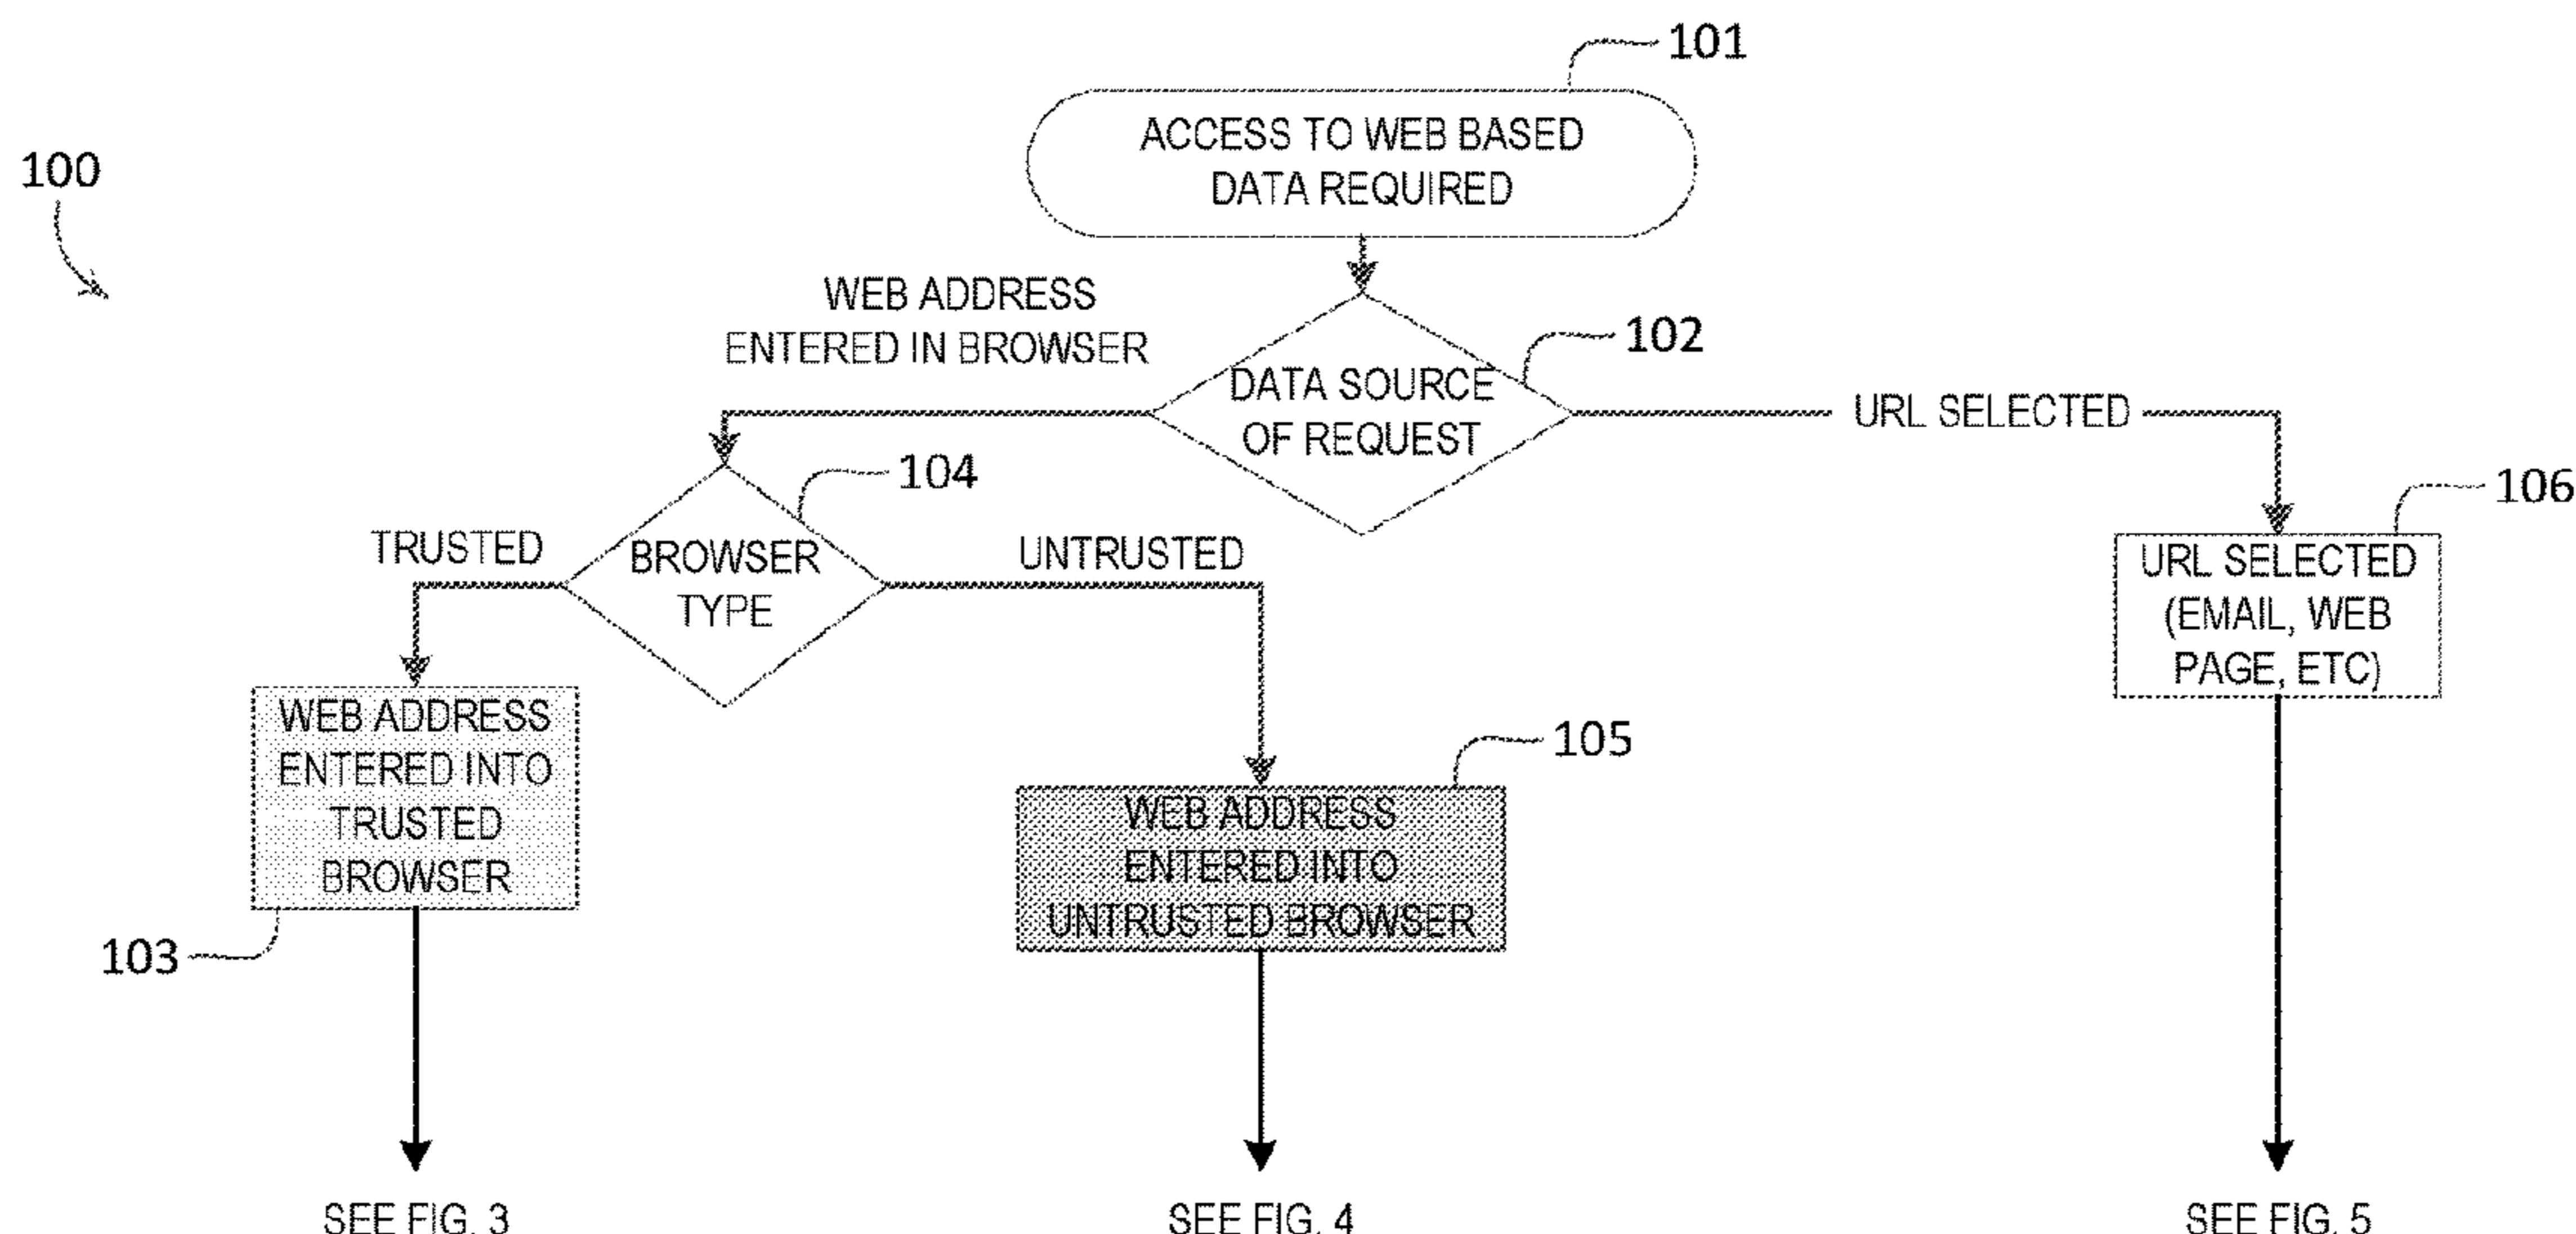 101
ACCESS TO WEB BASED
DATA REQUIRED
100
WEB ADDRESS
ENTERED IN BROWSER
102
DATA SOURCE
OF REQUEST
URL SELECTED
104
106
TRUSTED
BROWSER
TYPE
UNTRUSTED
URL SELECTED
(EMAIL, WEB
PAGE, ETC)
WEB ADDRESS
ENTERED INTO
TRUSTED
BROWSER
103
105
WEB ADDRESS
ENTERED INTO
UNTRUSTED BROWSER
SEE FIG. 3
SEE FIG. 4
SEE FIG. 5